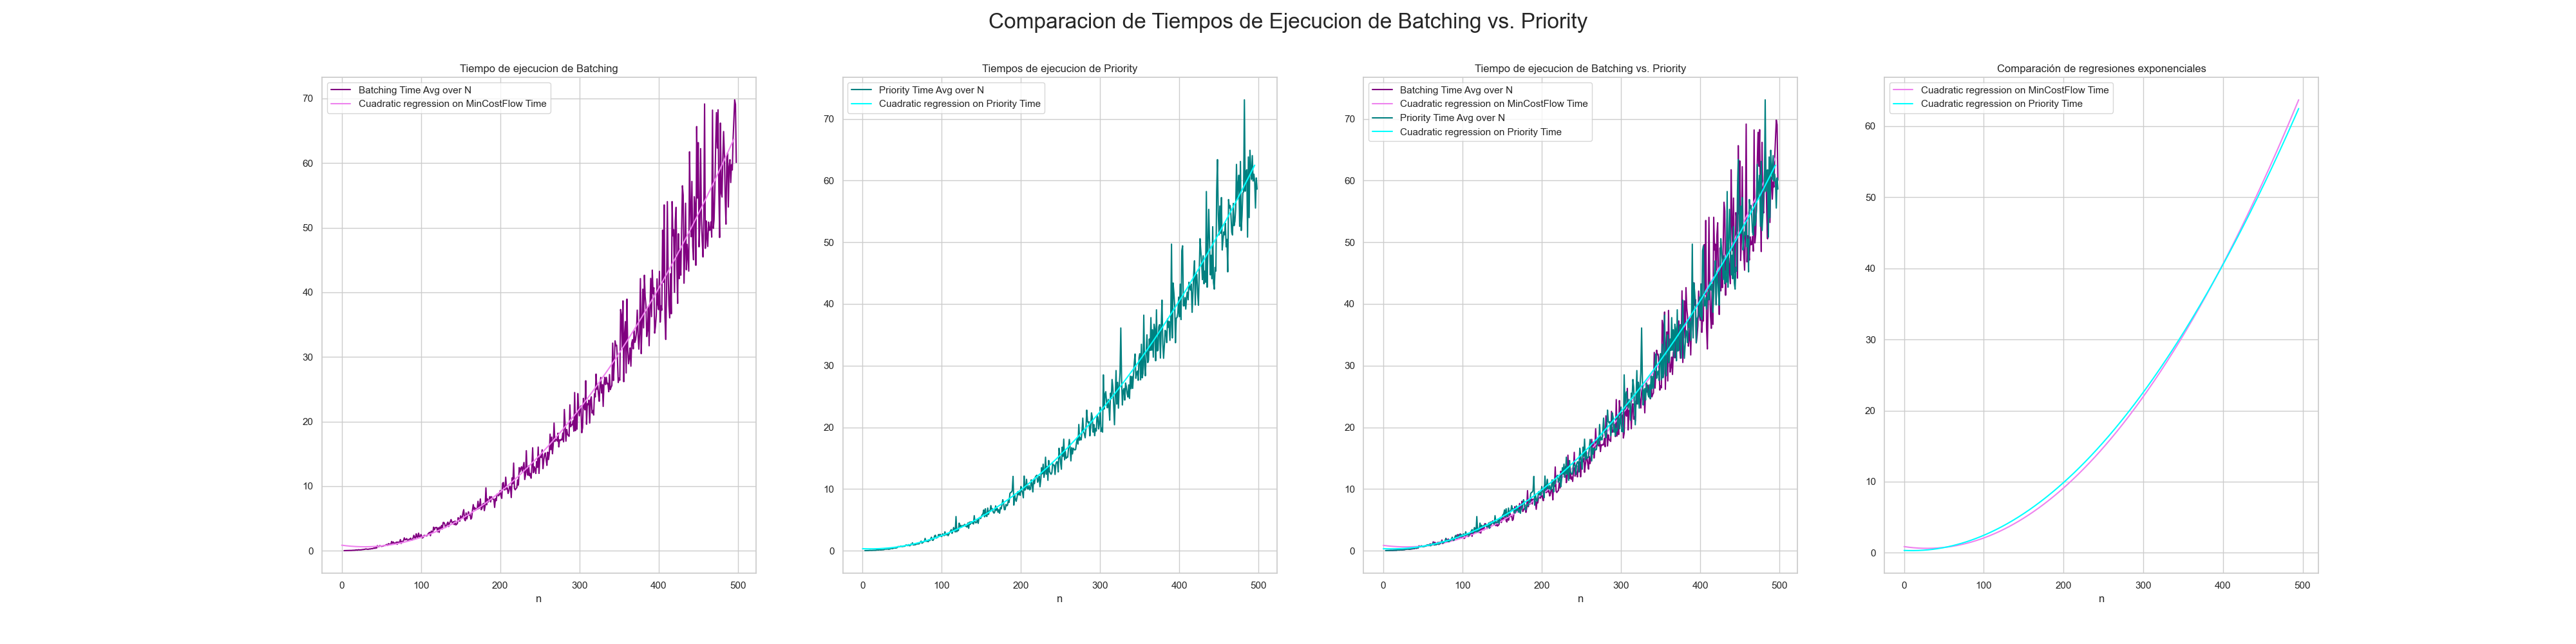 Comparacion de Tiempos de Ejecucion de Batching vs. Priority
Tiempo de ejecucion de Batching
Batching Time Avg over N
Cuadratic regression on MinCostFlow Time
70
60
50
40
30
20
10
0
0 100 200 300 400 500
n
Tiempos de ejecucion de Priority
Priority Time Avg over N
Cuadratic regression on Priority Time
70
60
50
40
30
20
10
0
0 100 200 300 400 500
n
Tiempo de ejecucion de Batching vs. Priority
Batching Time Avg over N
Cuadratic regression on MinCostFlow Time
Priority Time Avg over N
Cuadratic regression on Priority Time
70
60
50
40
30
20
10
0
0 100 200 300 400 500
n
Comparación de regresiones exponenciales
Cuadratic regression on MinCostFlow Time
Cuadratic regression on Priority Time
60
50
40
30
20
10
0
0 100 200 300 400 500
n